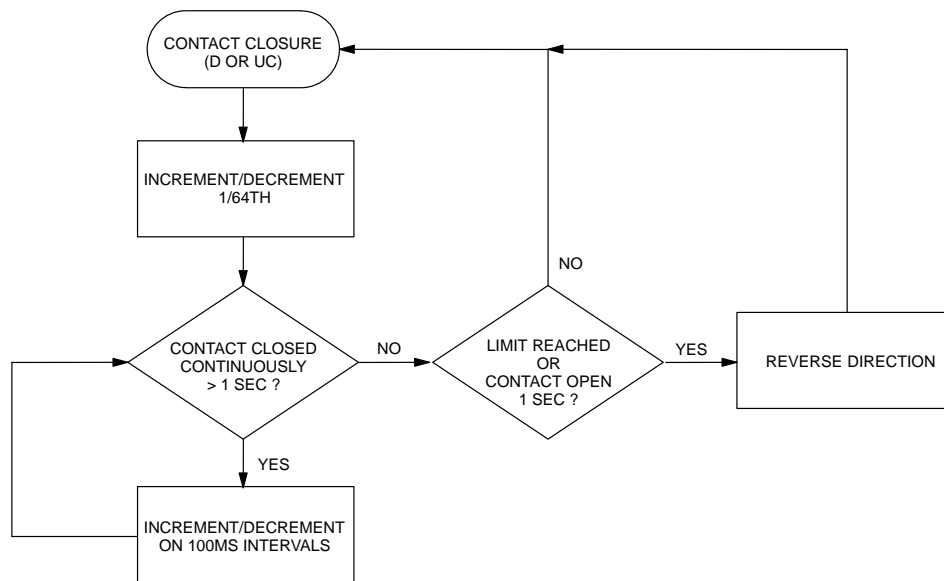 CONTACT CLOSURE
(D OR UC)
INCREMENT/DECREMENT
1/64TH
NO
CONTACT CLOSED
CONTINUOUSLY
> 1 SEC ?
NO
LIMIT REACHED
OR
CONTACT OPEN
1 SEC ?
YES
REVERSE DIRECTION
YES
INCREMENT/DECREMENT
ON 100MS INTERVALS